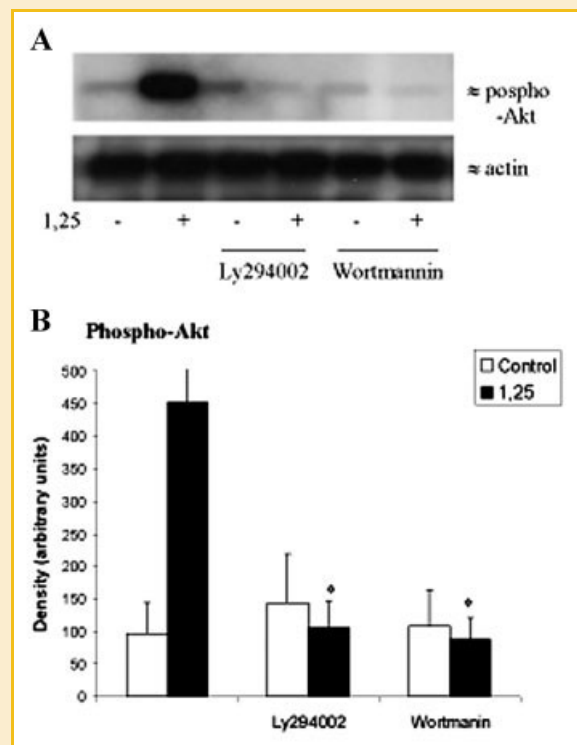 A
≈ pospho
-Akt
≈ actin
1,25 - + - + - +
Ly294002 Wortmannin
B
Phospho-Akt
Density (arbitrary units)
500
450
400
350
300
250
200
150
100
50
0
Control
1,25
*
*
Ly294002 Wortmanin